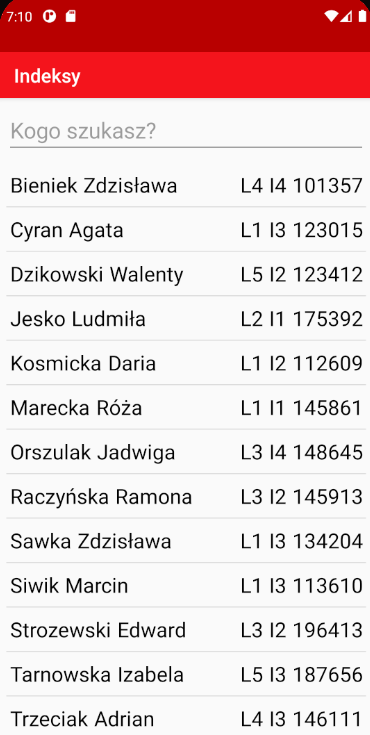 7:10
Indeksy
Kogo szukasz?
Bieniek Zdzisława L4 I4 101357
Cyran Agata L1 I3 123015
Dzikowski Walenty L5 I2 123412
Jesko Ludmiła L2 I1 175392
Kosmicka Daria L1 I2 112609
Marecka Róża L1 I1 145861
Orszulak Jadwiga L3 I4 148645
Raczyńska Ramona L3 I2 145913
Sawka Zdzisława L1 I3 134204
Siwik Marcin L1 I3 113610
Strozewski Edward L3 I2 196413
Tarnowska Izabela L5 I3 187656
Trzeciak Adrian L4 I3 146111